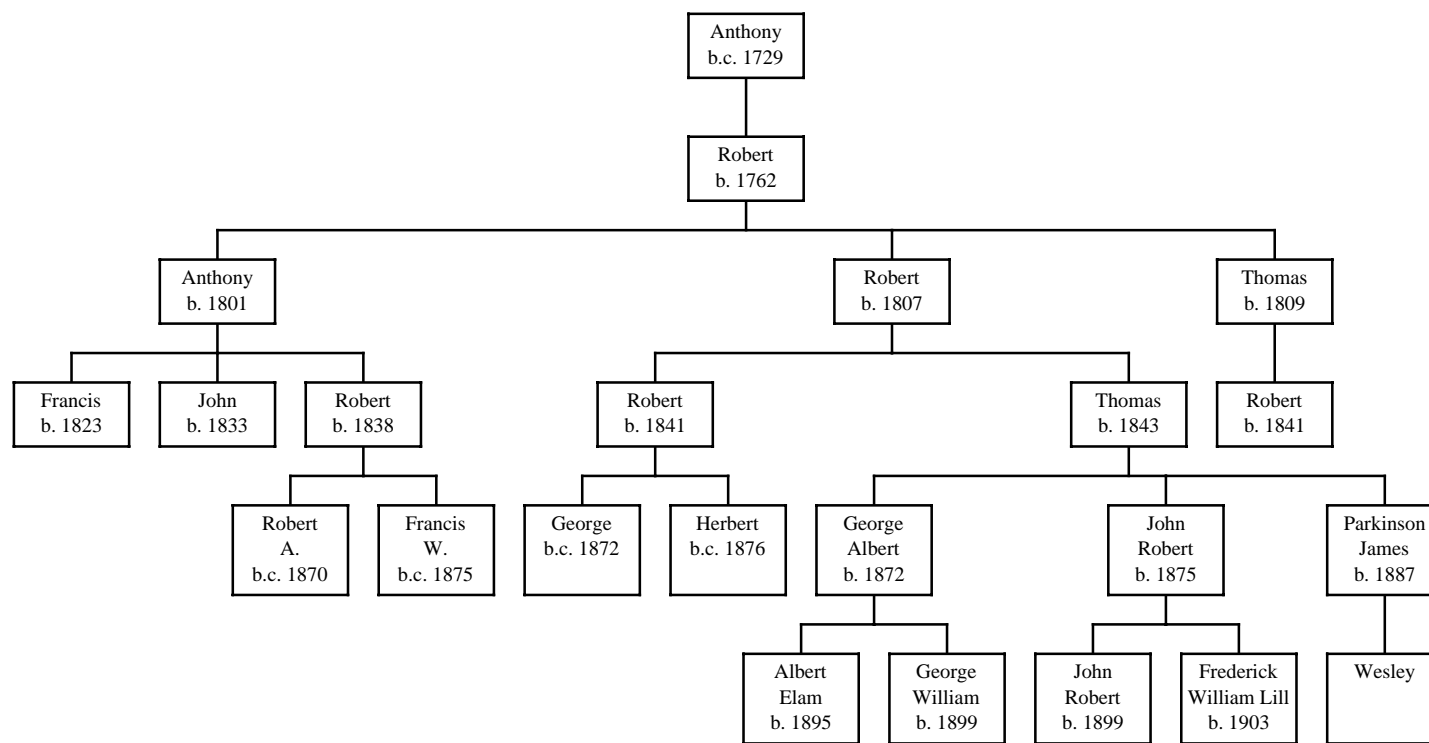 Anthony
b.c. 1729
Robert
b. 1762
Anthony
b. 1801
Robert
b. 1807
Thomas
b. 1809
Francis
b. 1823
John
b. 1833
Robert
b. 1838
Robert
b. 1841
Thomas
b. 1843
Robert
b. 1841
Robert
A.
b.c. 1870
Francis
W.
b.c. 1875
George
b.c. 1872
Herbert
b.c. 1876
George
Albert
b. 1872
John
Robert
b. 1875
Parkinson
James
b. 1887
Albert
Elam
b. 1895
George
William
b. 1899
John
Robert
b. 1899
Frederick
William Lill
b. 1903
Wesley